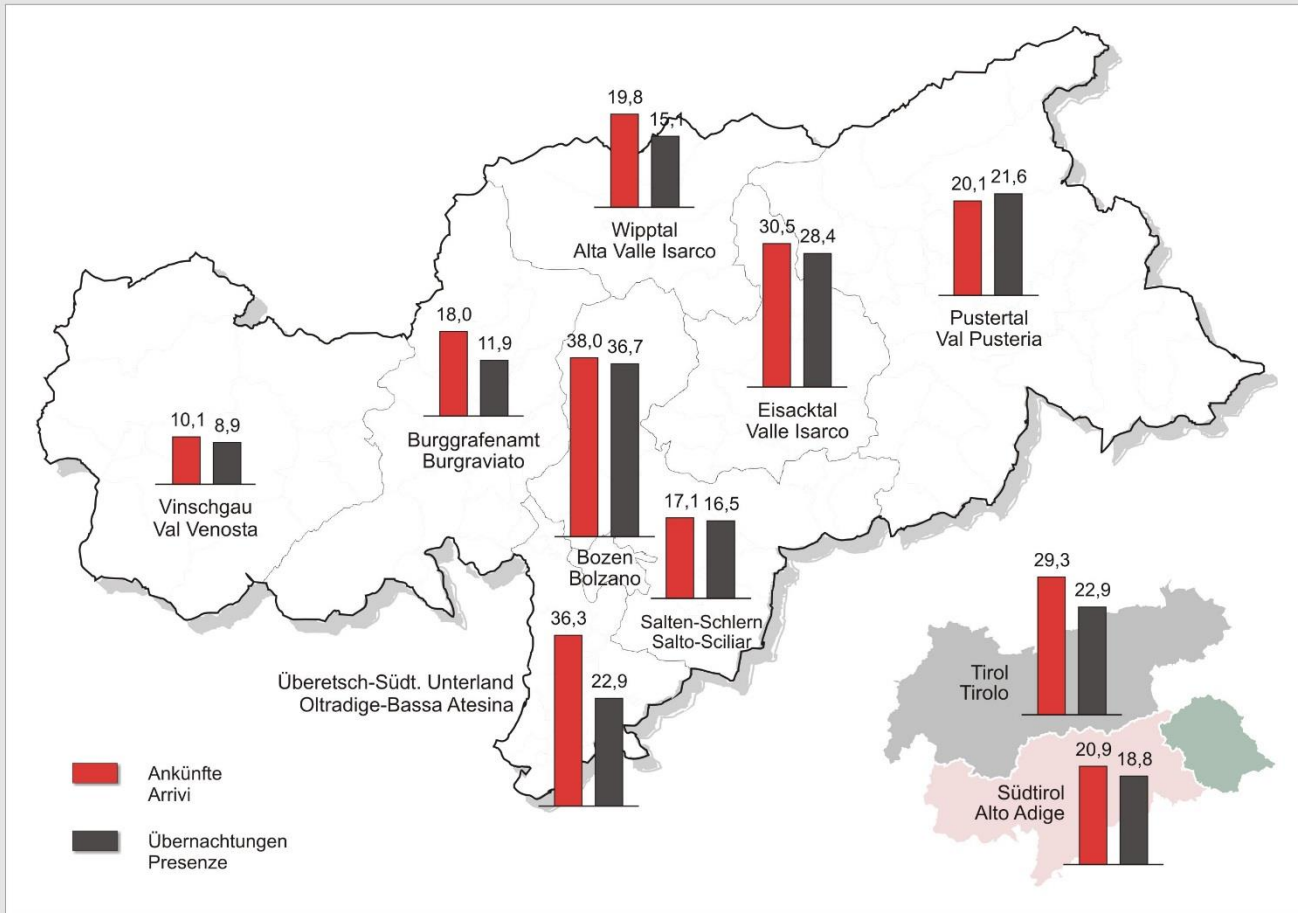 19,8
15,1
Wipptal
Alta Valle Isarco
20,1
21,6
Pustertal
Val Pusteria
30,5
28,4
Eisacktal
Valle Isarco
18,0
11,9
Burggrafenamt
Burgraviato
38,0
36,7
Bozen
Bolzano
10,1
8,9
Vinschgau
Val Venosta
17,1
16,5
Salten-Schlern
Salto-Sciliar
36,3
22,9
Überetsch-Südt. Unterland
Oltradige-Bassa Atesina
29,3
22,9
Tirol
Tirolo
20,9
18,8
Südtirol
Alto Adige
Ankünfte
Arrivi
Übernachtungen
Presenze